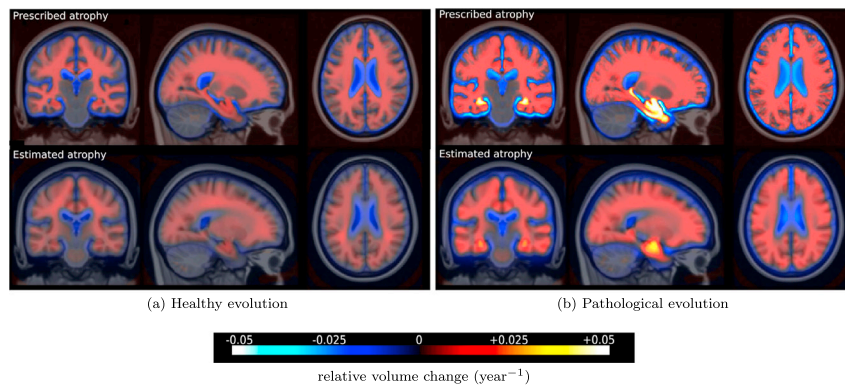 Prescribed atrophy
Prescribed atrophy
Estimated atrophy
Estimated atrophy
(a) Healthy evolution
(b) Pathological evolution
-0.05 -0.025 0 +0.025 +0.05
relative volume change (year⁻¹)